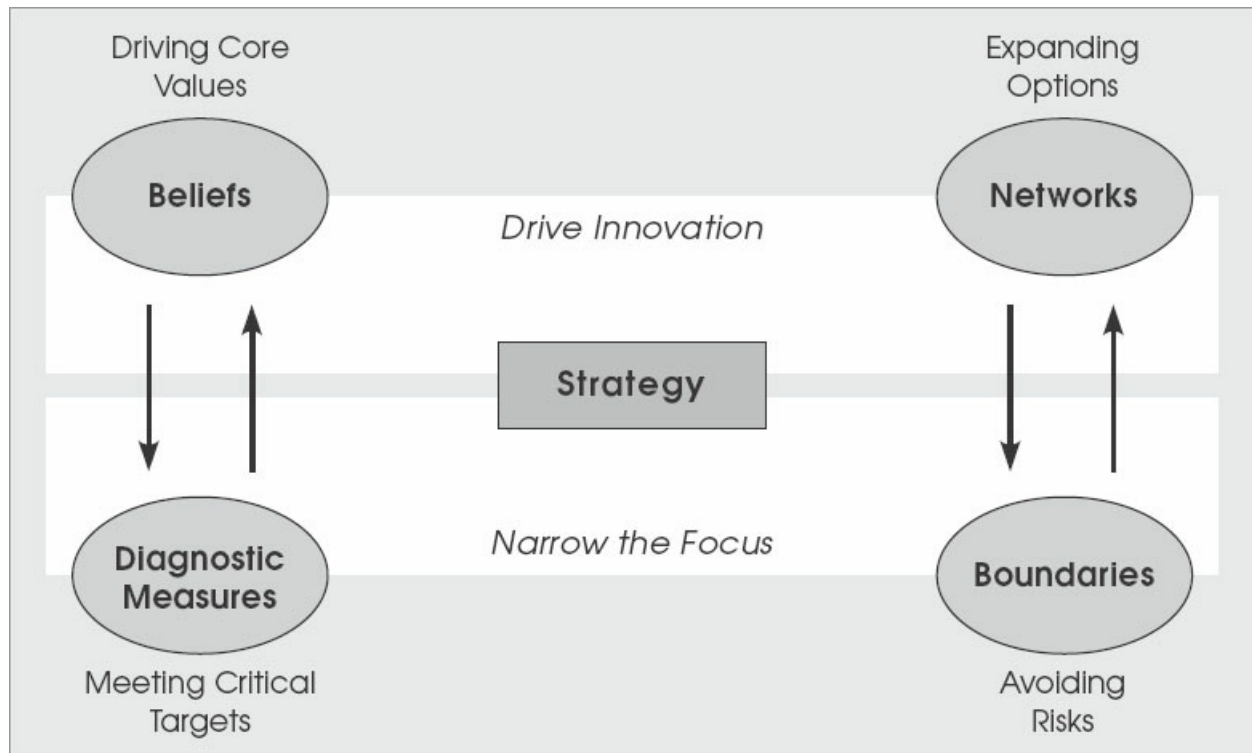 Driving Core
Values
Expanding
Options
Beliefs
Networks
Drive Innovation
Strategy
Narrow the Focus
Diagnostic
Measures
Boundaries
Meeting Critical
Targets
Avoiding
Risks